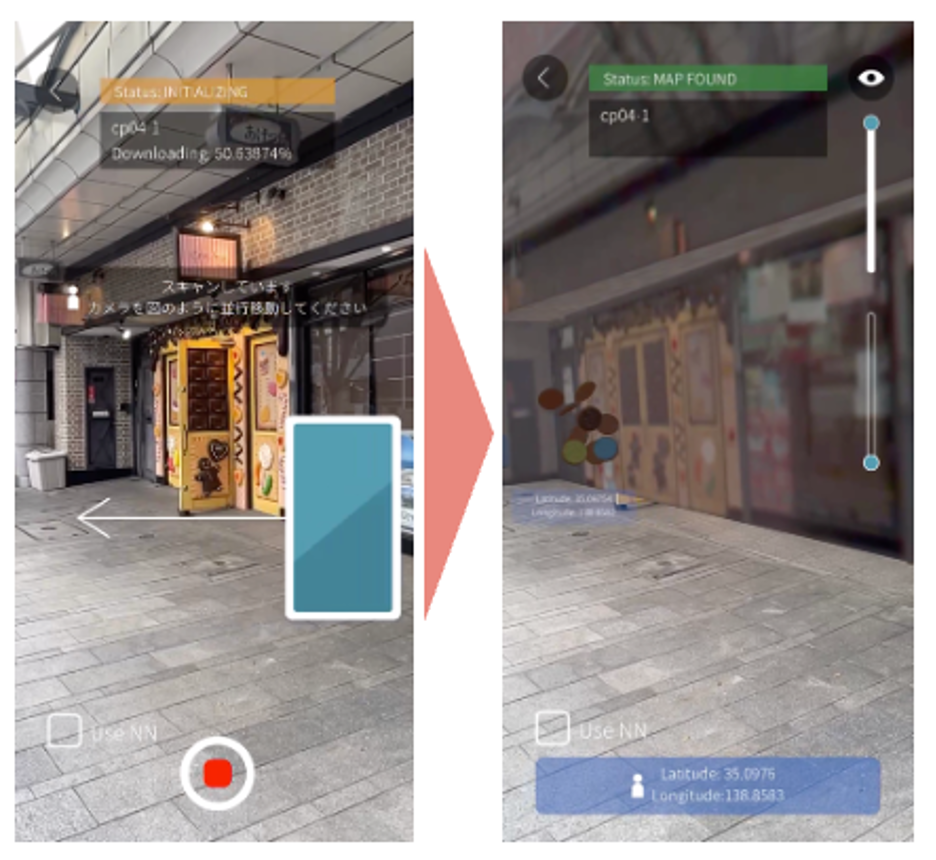 Status: INITIALIZING
cp04-1
Downloading: 50.63874%
スキャンしています
カメラを図のように並行移動してください
Use NN
Status: MAP FOUND
cp04-1
Use NN
Latitude: 35.0976
Longitude:138.8583